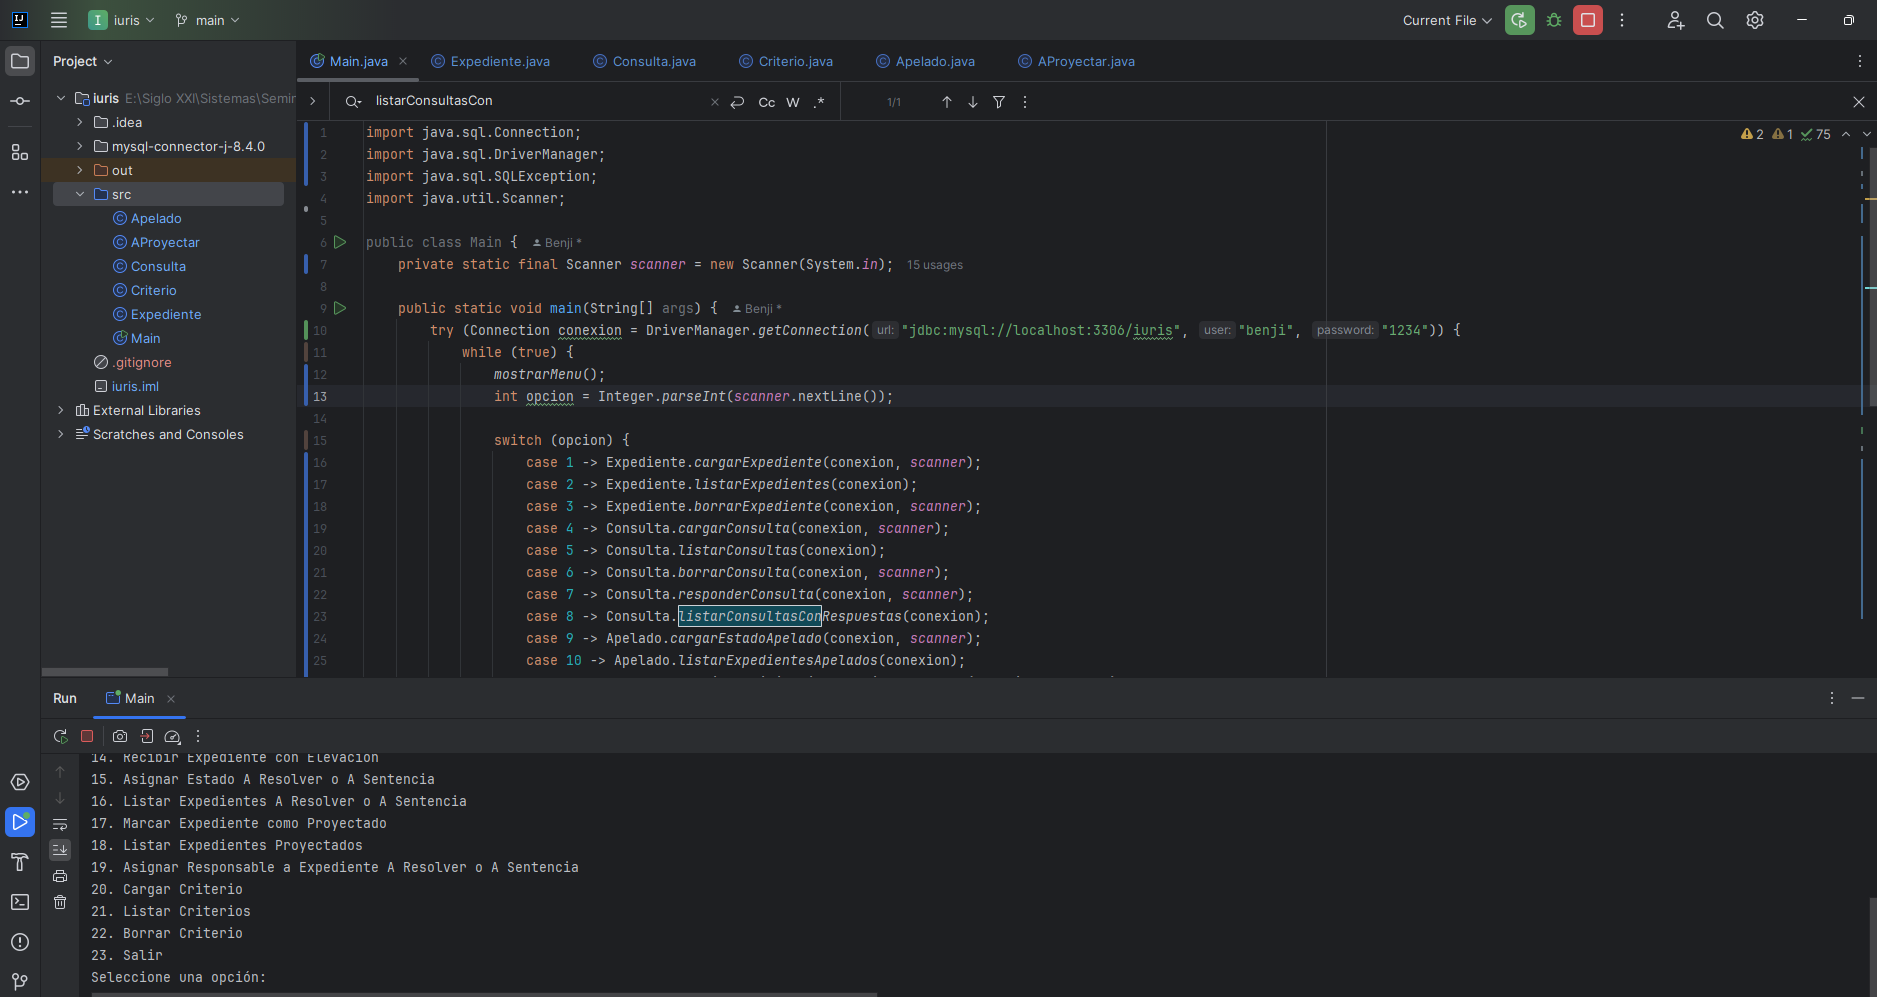 iuris
main
Current File
Project
Main.java
Expediente.java
Consulta.java
Criterio.java
Apelado.java
AProyectar.java
iuris E:\Siglo XXI\Sistemas\Semin
.idea
mysql-connector-j-8.4.0
out
src
Apelado
AProyectar
Consulta
Criterio
Expediente
Main
.gitignore
iuris.iml
External Libraries
Scratches and Consoles
listarConsultasCon
Cc W .*
1/1
2 1 75
1 import java.sql.Connection;
2 import java.sql.DriverManager;
3 import java.sql.SQLException;
4 import java.util.Scanner;
5
6 public class Main { Benji *
7 private static final Scanner scanner = new Scanner(System.in); 15 usages
8
9 public static void main(String[] args) { Benji *
10 try (Connection conexion = DriverManager.getConnection( url: "jdbc:mysql://localhost:3306/iuris", user: "benji", password: "1234")) {
11 while (true) {
12 mostrarMenu();
13 int opcion = Integer.parseInt(scanner.nextLine());
14
15 switch (opcion) {
16 case 1 -> Expediente.cargarExpediente(conexion, scanner);
17 case 2 -> Expediente.listarExpedientes(conexion);
18 case 3 -> Expediente.borrarExpediente(conexion, scanner);
19 case 4 -> Consulta.cargarConsulta(conexion, scanner);
20 case 5 -> Consulta.listarConsultas(conexion);
21 case 6 -> Consulta.borrarConsulta(conexion, scanner);
22 case 7 -> Consulta.responderConsulta(conexion, scanner);
23 case 8 -> Consulta.listarConsultasConRespuestas(conexion);
24 case 9 -> Apelado.cargarEstadoApelado(conexion, scanner);
25 case 10 -> Apelado.listarExpedientesApelados(conexion);
Run
Main
14. Recibir Expediente con Elevacion
15. Asignar Estado A Resolver o A Sentencia
16. Listar Expedientes A Resolver o A Sentencia
17. Marcar Expediente como Proyectado
18. Listar Expedientes Proyectados
19. Asignar Responsable a Expediente A Resolver o A Sentencia
20. Cargar Criterio
21. Listar Criterios
22. Borrar Criterio
23. Salir
Seleccione una opción: